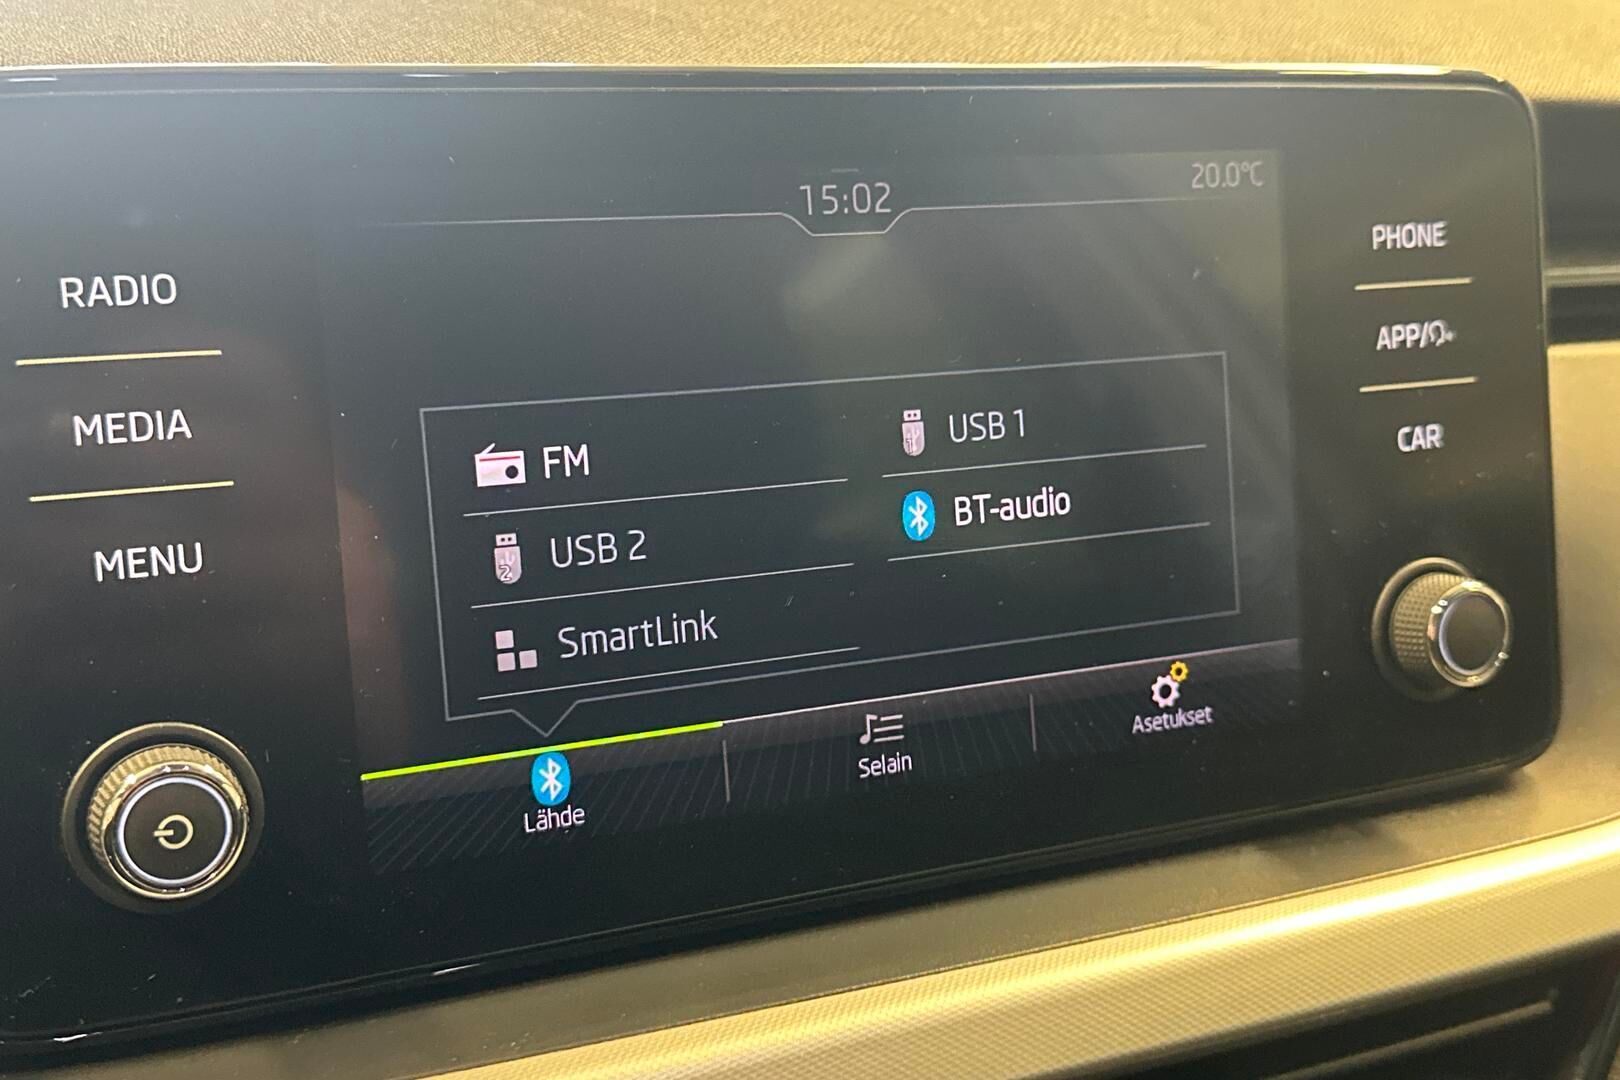 15:02
20.0°C
RADIO
MEDIA
MENU
FM
USB 1
USB 2
BT-audio
SmartLink
Lähde
Selain
Asetukset
PHONE
APP/
CAR